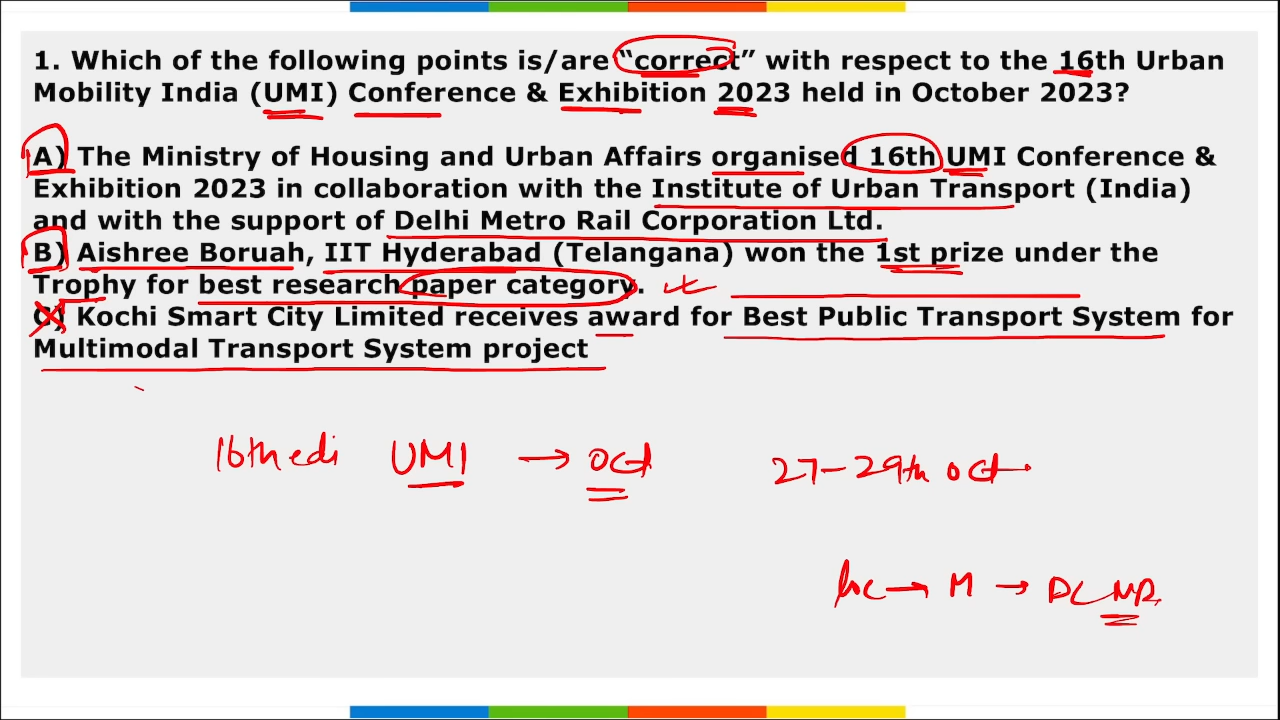 1. Which of the following points is/are “correct” with respect to the 16th Urban
Mobility India (UMI) Conference & Exhibition 2023 held in October 2023?
A) The Ministry of Housing and Urban Affairs organised 16th UMI Conference &
Exhibition 2023 in collaboration with the Institute of Urban Transport (India)
and with the support of Delhi Metro Rail Corporation Ltd.
B) Aishree Boruah, IIT Hyderabad (Telangana) won the 1st prize under the
Trophy for best research paper category.
C) Kochi Smart City Limited receives award for Best Public Transport System for
Multimodal Transport System project
16th edi UMI → Oct 27-29th Oct
→ M →